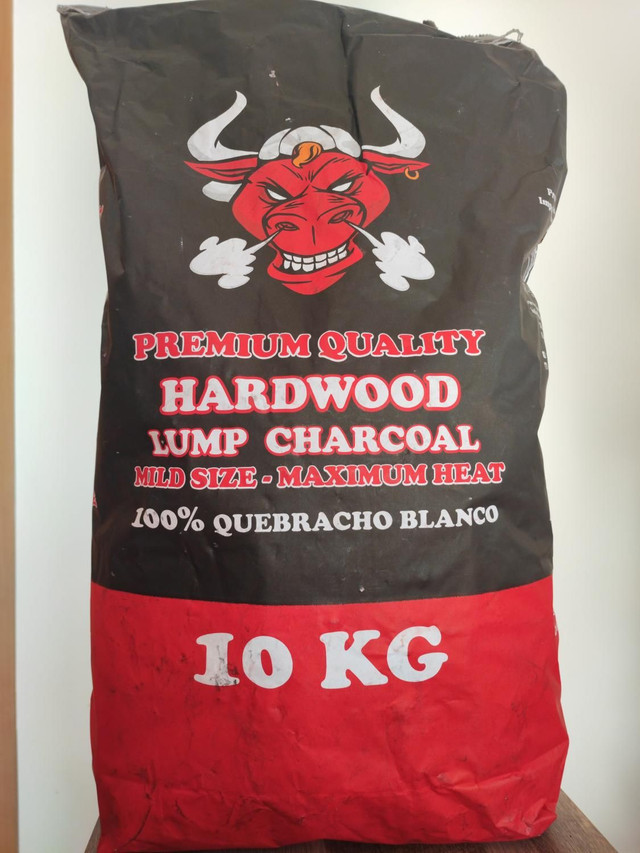 PREMIUM QUALITY
HARDWOOD
LUMP CHARCOAL
MILD SIZE - MAXIMUM HEAT
100% QUEBRACHO BLANCO
10 KG